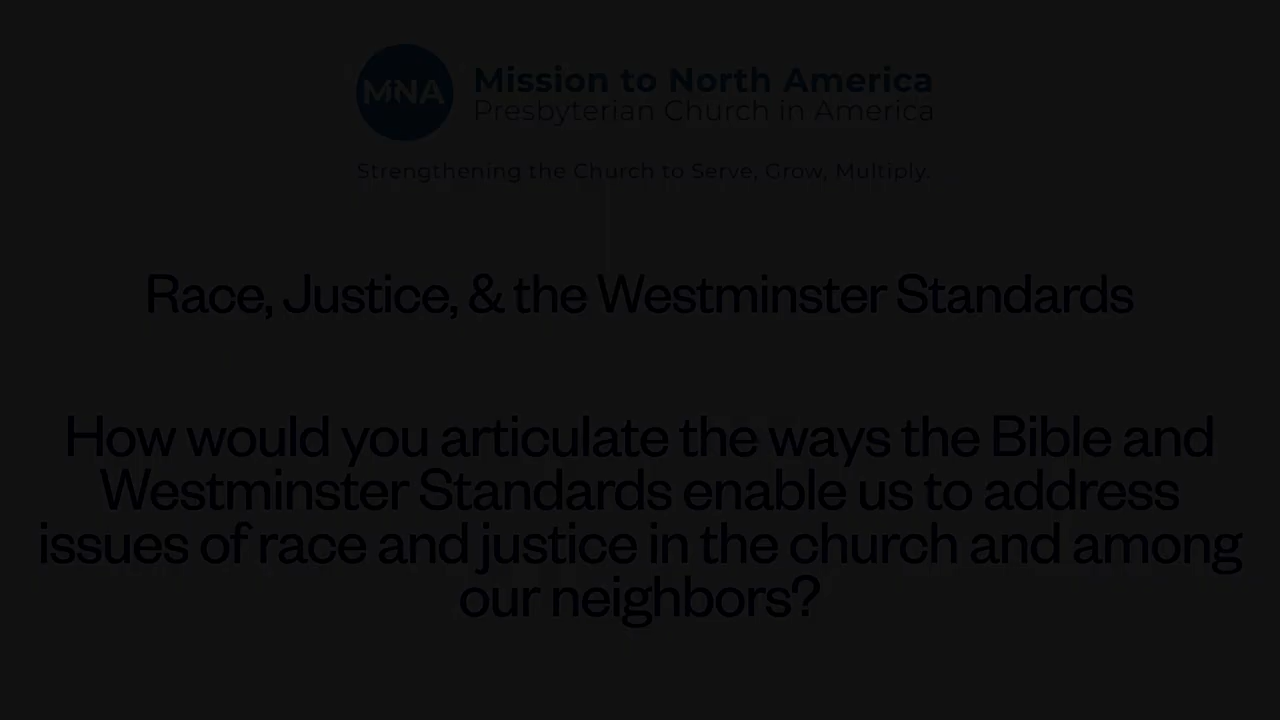 MNA
Mission to North America
Presbyterian Church in America
Strengthening the Church to Serve, Grow, Multiply.
Race, Justice, & the Westminster Standards
How would you articulate the ways the Bible and
Westminster Standards enable us to address
issues of race and justice in the church and among
our neighbors?